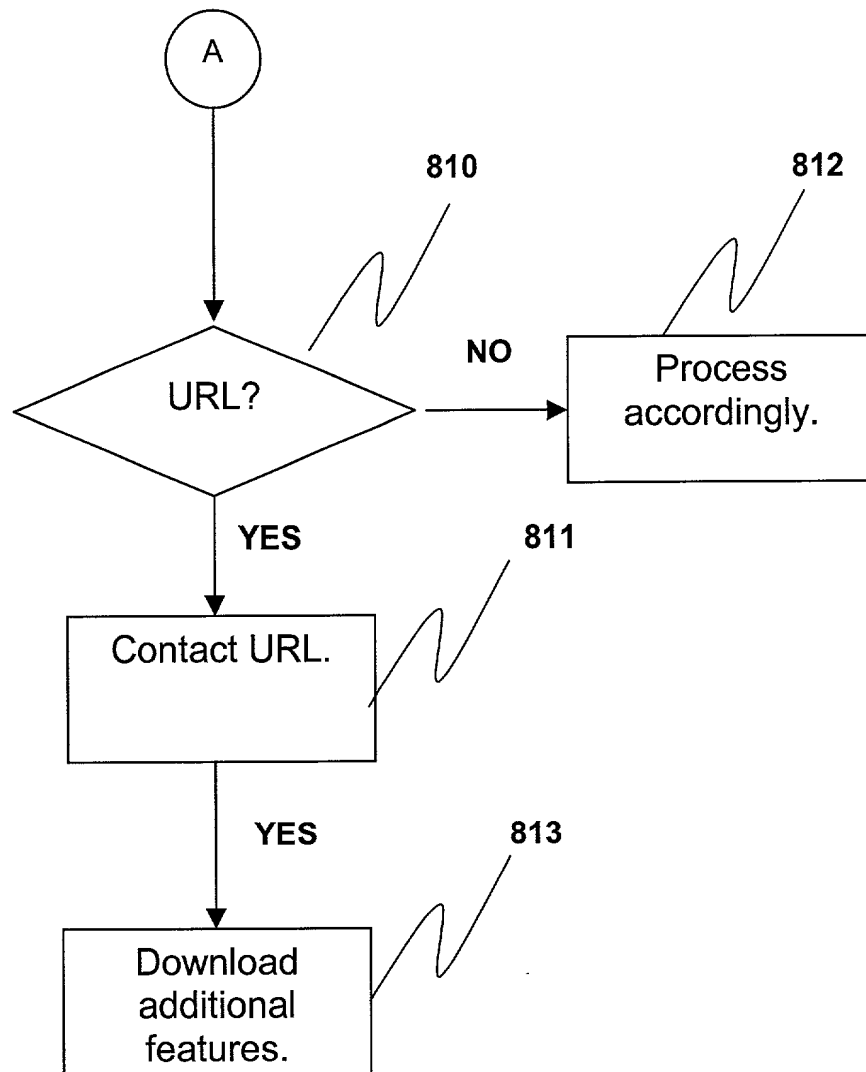 A
810
812
URL?
NO
Process
accordingly.
YES
811
Contact URL.
YES
813
Download
additional
features.